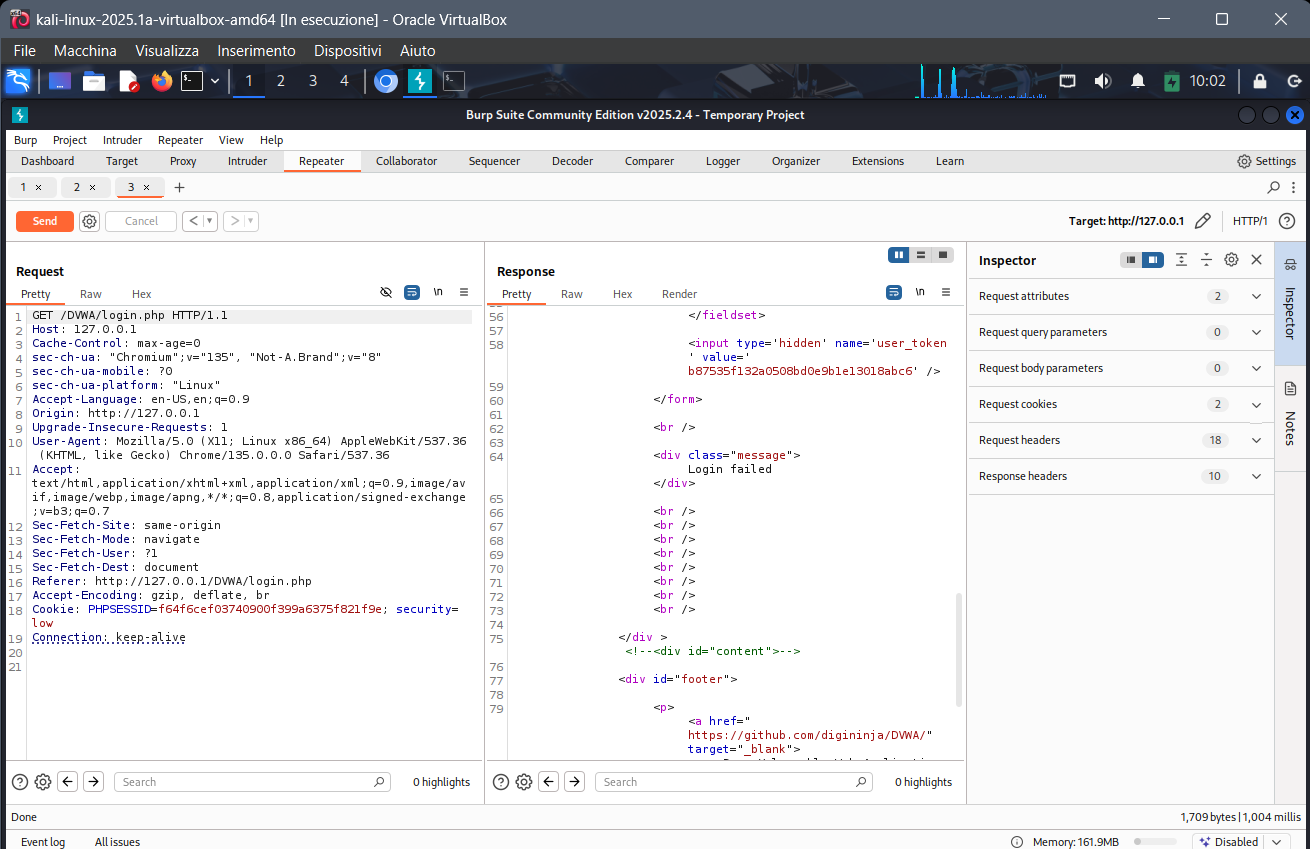 kali-linux-2025.1a-virtualbox-amd64 [In esecuzione] - Oracle VirtualBox
File Macchina Visualizza Inserimento Dispositivi Aiuto
1 2 3 4 10:02
Burp Suite Community Edition v2025.2.4 - Temporary Project
Burp Project Intruder Repeater View Help
Dashboard Target Proxy Intruder Repeater Collaborator Sequencer Decoder Comparer Logger Organizer Extensions Learn Settings
1 × 2 × 3 × +
Send Cancel < > Target: http://127.0.0.1 HTTP/1
Request
Pretty Raw Hex \n
1 GET /DVWA/login.php HTTP/1.1
2 Host: 127.0.0.1
3 Cache-Control: max-age=0
4 sec-ch-ua: "Chromium";v="135", "Not-A.Brand";v="8"
5 sec-ch-ua-mobile: ?0
6 sec-ch-ua-platform: "Linux"
7 Accept-Language: en-US,en;q=0.9
8 Origin: http://127.0.0.1
9 Upgrade-Insecure-Requests: 1
10 User-Agent: Mozilla/5.0 (X11; Linux x86_64) AppleWebKit/537.36
(KHTML, like Gecko) Chrome/135.0.0.0 Safari/537.36
11 Accept:
text/html,application/xhtml+xml,application/xml;q=0.9,image/av
if,image/webp,image/apng,*/*;q=0.8,application/signed-exchange
;v=b3;q=0.7
12 Sec-Fetch-Site: same-origin
13 Sec-Fetch-Mode: navigate
14 Sec-Fetch-User: ?1
15 Sec-Fetch-Dest: document
16 Referer: http://127.0.0.1/DVWA/login.php
17 Accept-Encoding: gzip, deflate, br
18 Cookie: PHPSESSID=f64f6cef03740900f399a6375f821f9e; security=
low
19 Connection: keep-alive
20
21
Search 0 highlights
Response
Pretty Raw Hex Render \n
56 </fieldset>
57
58 <input type='hidden' name='user_token
' value='
b87535f132a0508bd0e9b1e13018abc6' />
59
60 </form>
61
62 <br />
63
64 <div class="message">
Login failed
</div>
65
66 <br />
67 <br />
68 <br />
69 <br />
70 <br />
71 <br />
72 <br />
73 <br />
74
75 </div >
<!--<div id="content">-->
76
77 <div id="footer">
78
79 <p>
<a href="
https://github.com/digininja/DVWA/"
target="_blank">
Search 0 highlights
Inspector
Request attributes 2
Request query parameters 0
Request body parameters 0
Request cookies 2
Request headers 18
Response headers 10
Inspector
Notes
Done 1,709 bytes | 1,004 millis
Event log All issues Memory: 161.9MB Disabled